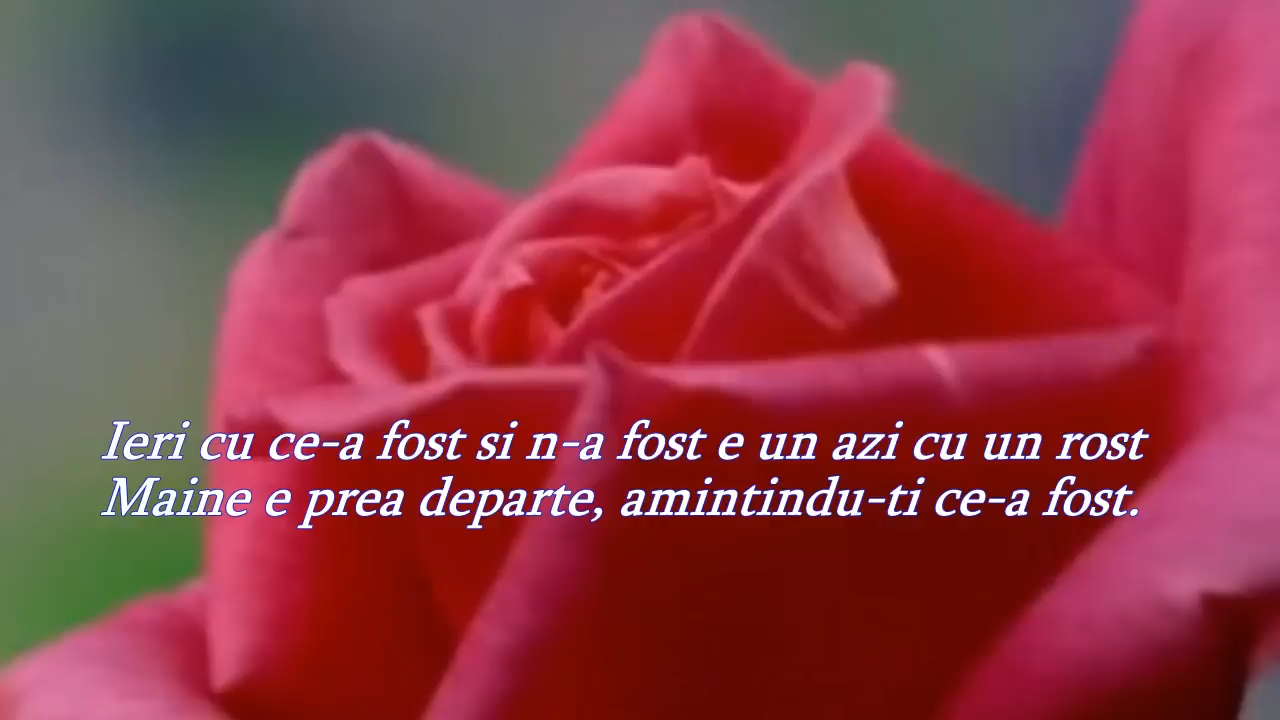 Ieri cu ce-a fost si n-a fost e un azi cu un rost
Maine e prea departe, amintindu-ti ce-a fost.